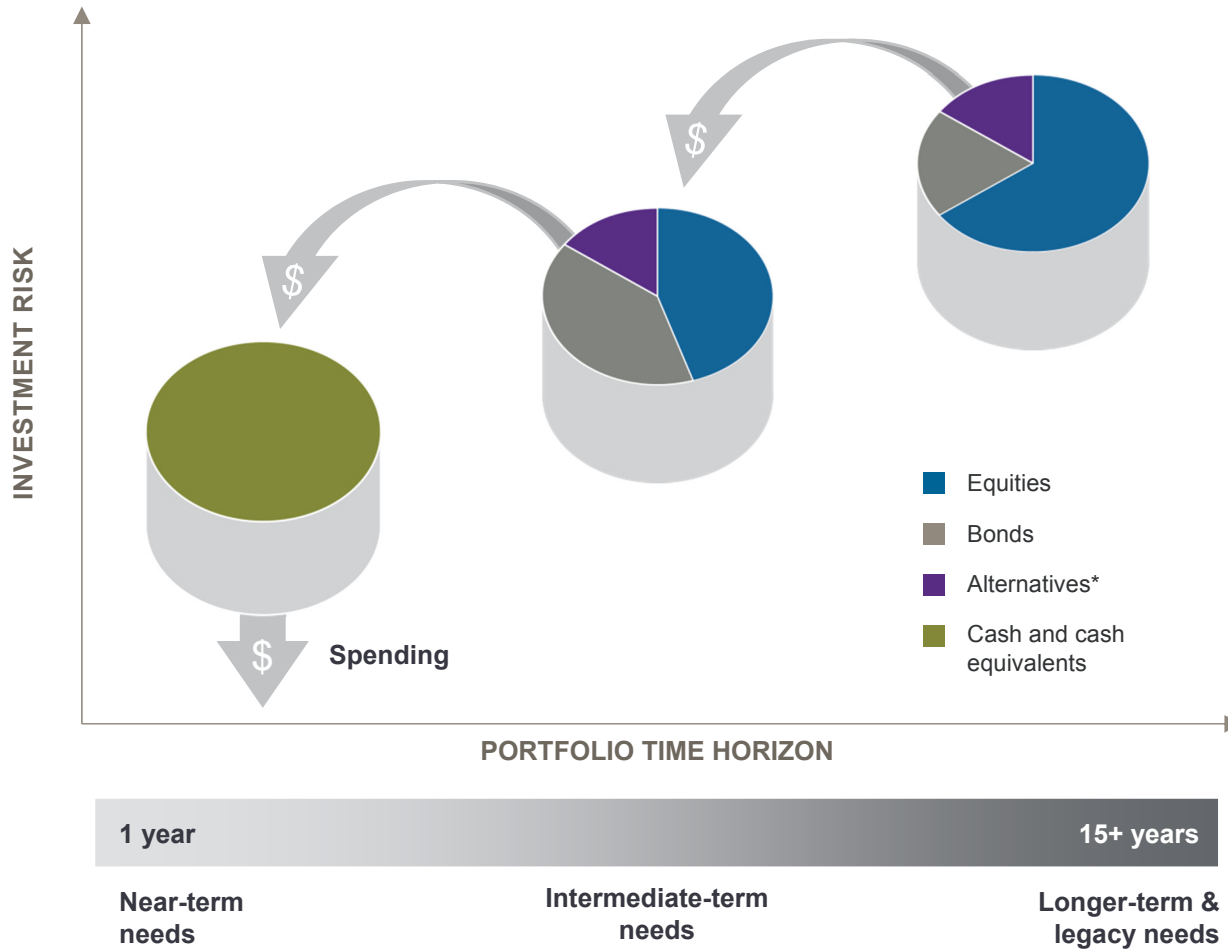 INVESTMENT RISK
$
$
$
Spending
Equities
Bonds
Alternatives*
Cash and cash
equivalents
PORTFOLIO TIME HORIZON
1 year
15+ years
Near-term
needs
Intermediate-term
needs
Longer-term &
legacy needs